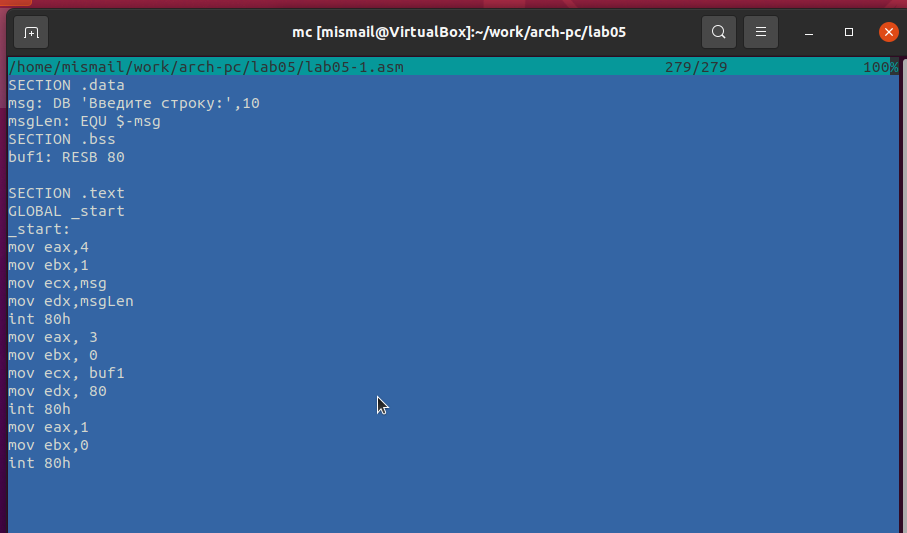 mc [mismail@VirtualBox]:~/work/arch-pc/lab05
/home/mismail/work/arch-pc/lab05/lab05-1.asm 279/279 100%
SECTION .data
msg: DB 'Введите строку:',10
msgLen: EQU $-msg
SECTION .bss
buf1: RESB 80
SECTION .text
GLOBAL _start
_start:
mov eax,4
mov ebx,1
mov ecx,msg
mov edx,msgLen
int 80h
mov eax, 3
mov ebx, 0
mov ecx, buf1
mov edx, 80
int 80h
mov eax,1
mov ebx,0
int 80h